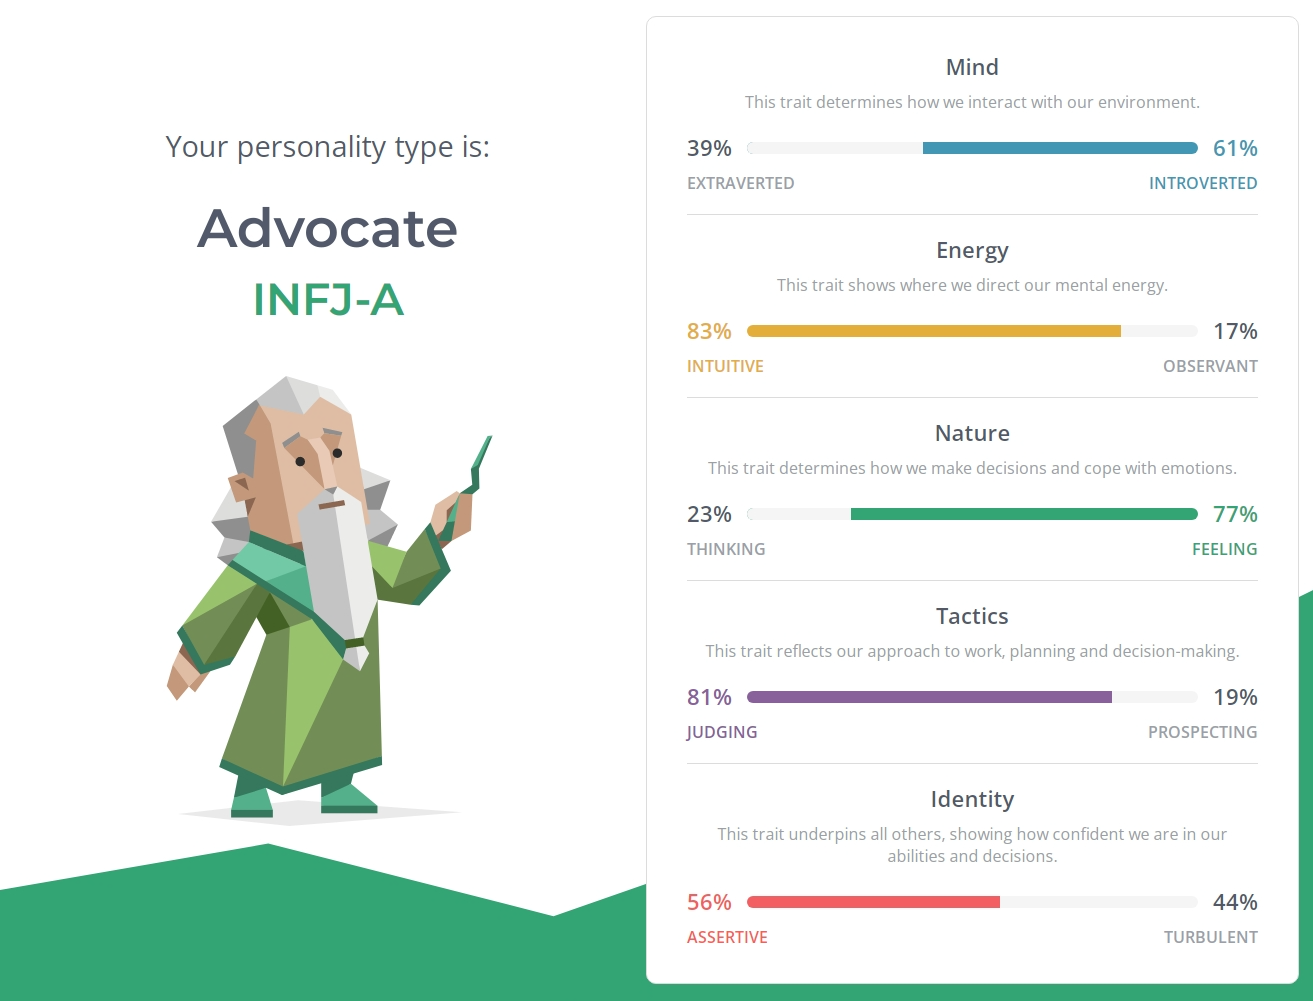 Your personality type is:
Advocate
INFJ-A
Mind
This trait determines how we interact with our environment.
39% 61%
EXTRAVERTED INTROVERTED
Energy
This trait shows where we direct our mental energy.
83% 17%
INTUITIVE OBSERVANT
Nature
This trait determines how we make decisions and cope with emotions.
23% 77%
THINKING FEELING
Tactics
This trait reflects our approach to work, planning and decision-making.
81% 19%
JUDGING PROSPECTING
Identity
This trait underpins all others, showing how confident we are in our
abilities and decisions.
56% 44%
ASSERTIVE TURBULENT